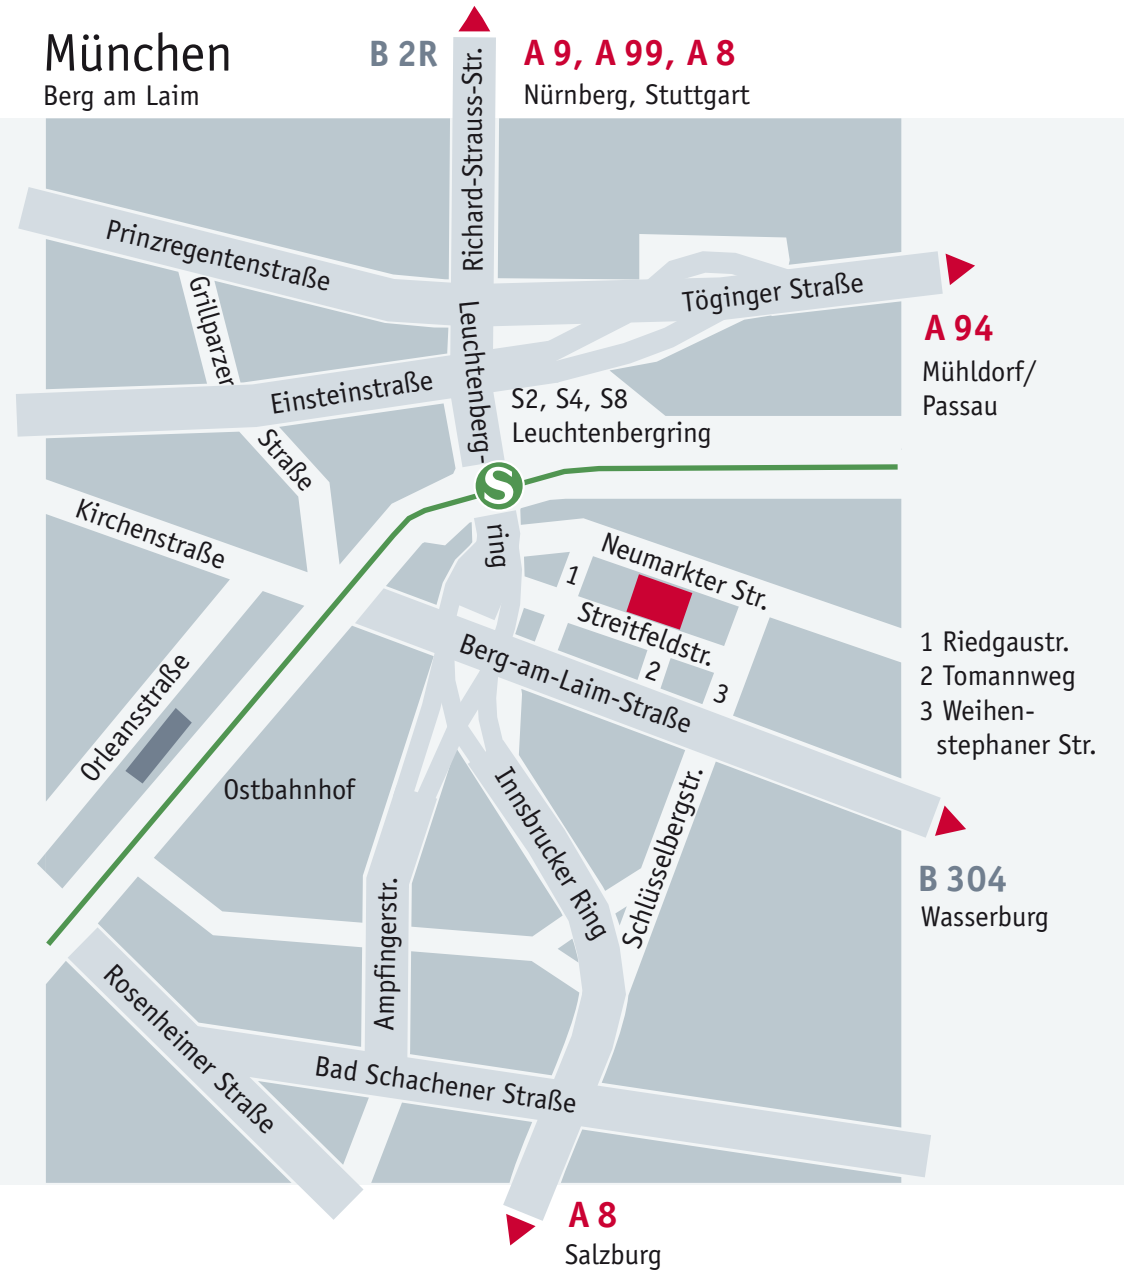 München
Berg am Laim
B 2R
A 9, A 99, A 8
Nürnberg, Stuttgart
Richard-Strauss-Str.
Prinzregentenstraße
Grillparzer
Straße
Töginger Straße
A 94
Mühldorf/
Passau
Leuchtenberg-
ring
Einsteinstraße
S2, S4, S8
Leuchtenbergring
S
Kirchenstraße
Neumarkter Str.
1
Streitfeldstr.
2
3
Berg-am-Laim-Straße
1 Riedgaustr.
2 Tomannweg
3 Weihen-
stephaner Str.
Orleansstraße
Ostbahnhof
Innsbrucker Ring
Schlüsselbergstr.
B 304
Wasserburg
Ampfingerstr.
Rosenheimer Straße
Bad Schachener Straße
A 8
Salzburg